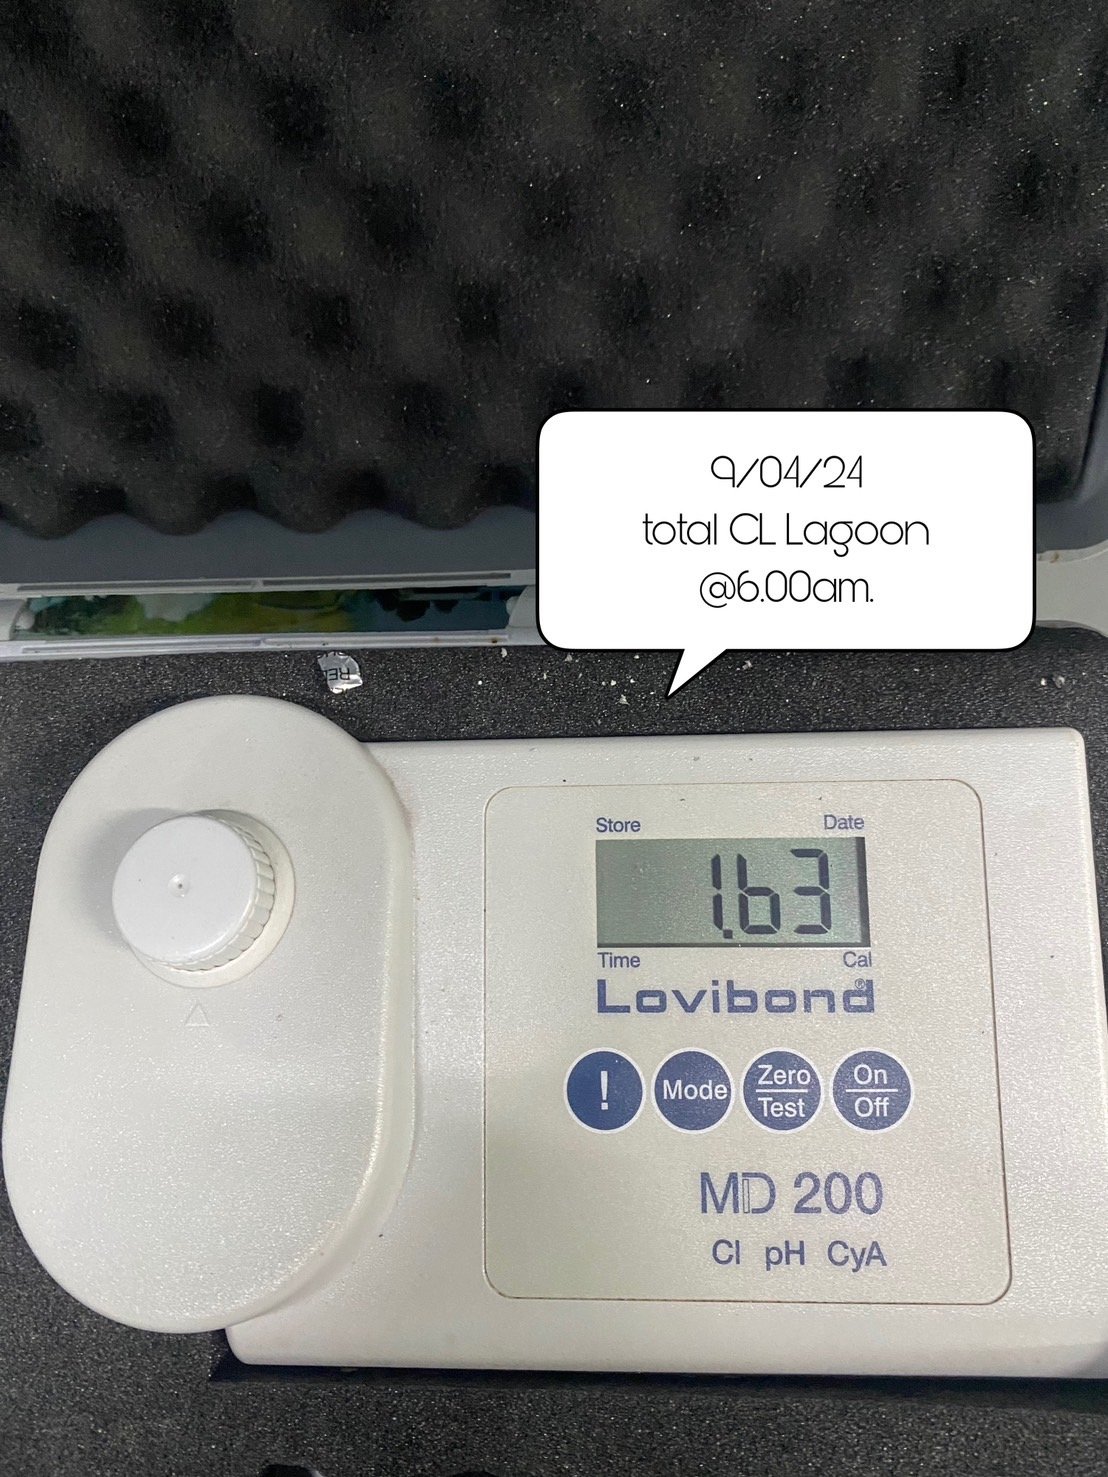 9/04/24
total CL Lagoon
@6.00am.
Store Date
1.63
Time Cal
Lovibond®
! Mode Zero On
Test Off
MD 200
Cl pH CyA